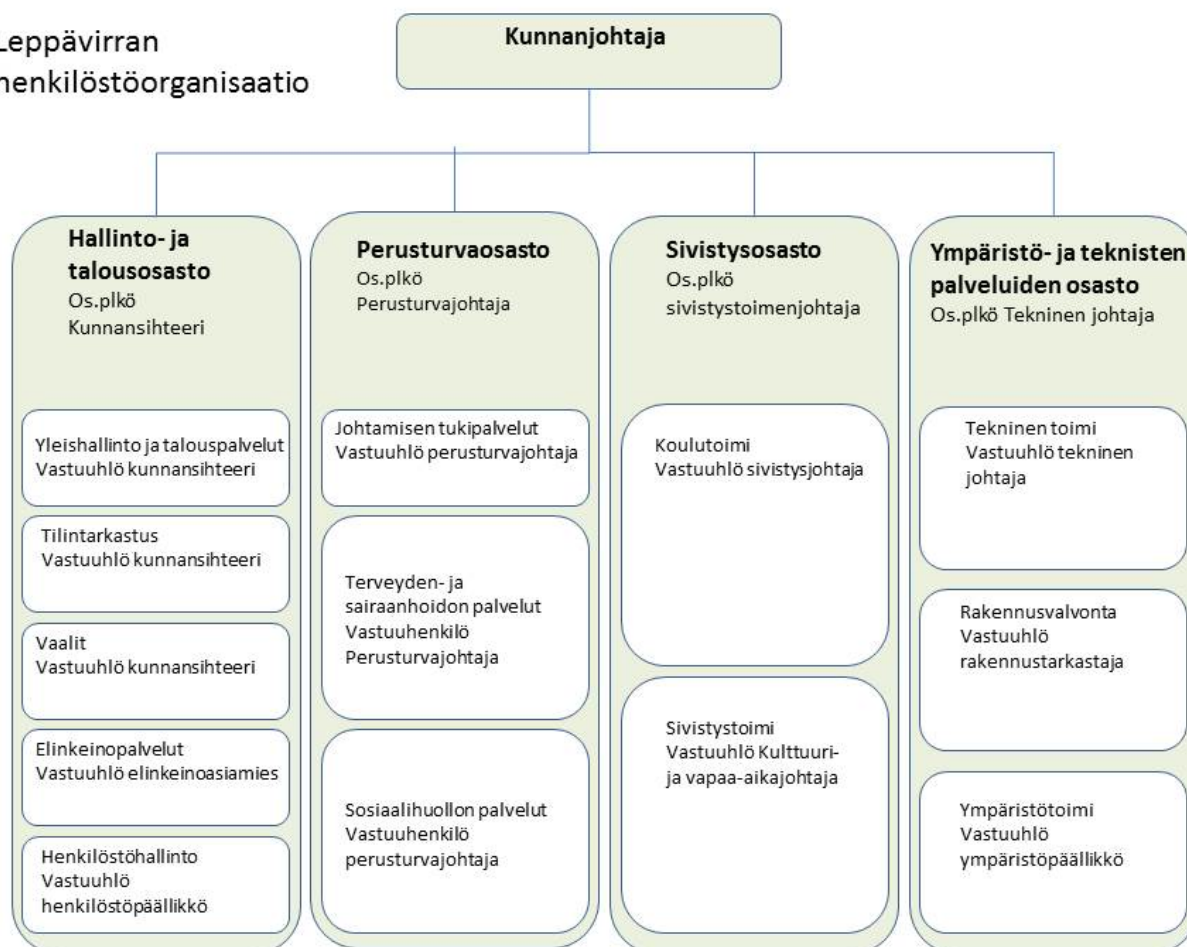 Leppävirran
henkilöstöorganisaatio
Kunnanjohtaja
Hallinto- ja
talousosasto
Os.plkö
Kunnansihteeri
Yleishallinto ja talouspalvelut
Vastuuhlö kunnansihteeri
Tilintarkastus
Vastuuhlö kunnansihteeri
Vaalit
Vastuuhlö kunnansihteeri
Elinkeinopalvelut
Vastuuhlö elinkeinoasiamies
Henkilöstöhallinto
Vastuuhlö
henkilöstöpäällikkö
Perusturvaosasto
Os.plkö
Perusturvajohtaja
Johtamisen tukipalvelut
Vastuuhlö perusturvajohtaja
Terveyden- ja
sairaanhoidon palvelut
Vastuuhenkilö
Perusturvajohtaja
Sosiaalihuollon palvelut
Vastuuhenkilö
perusturvajohtaja
Sivistysosasto
Os.plkö
sivistystoimenjohtaja
Koulutoimi
Vastuuhlö sivistysjohtaja
Sivistystoimi
Vastuuhlö Kulttuuri-
ja vapaa-aikajohtaja
Ympäristö- ja teknisten
palveluiden osasto
Os.plkö Tekninen johtaja
Tekninen toimi
Vastuuhlö tekninen
johtaja
Rakennusvalvonta
Vastuuhlö
rakennustarkastaja
Ympäristötoimi
Vastuuhlö
ympäristöpäällikkö